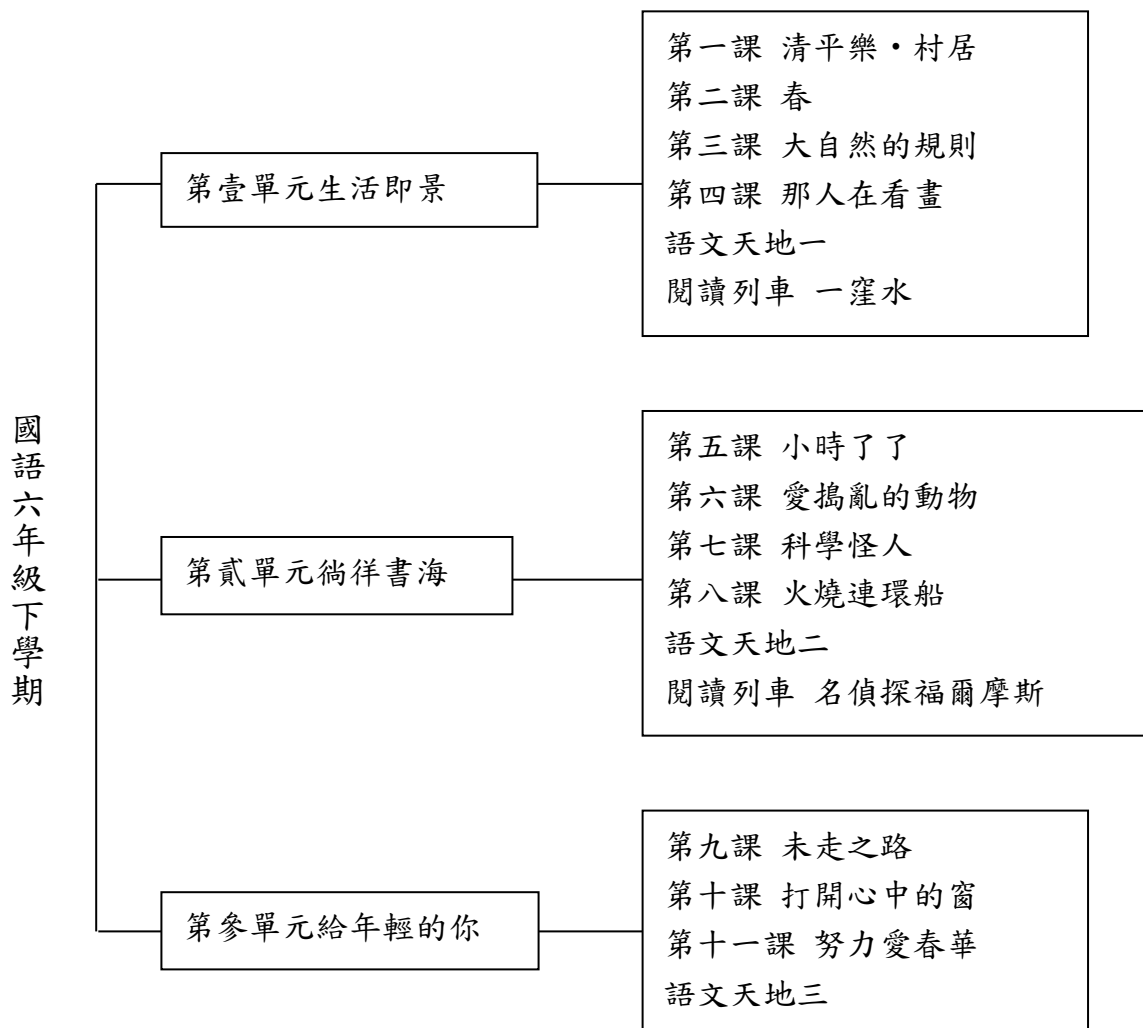 國語六年級下學期
第壹單元生活即景
第一課 清平樂・村居
第二課 春
第三課 大自然的規則
第四課 那人在看畫
語文天地一
閱讀列車 一窪水
第貳單元徜徉書海
第五課 小時了了
第六課 愛搗亂的動物
第七課 科學怪人
第八課 火燒連環船
語文天地二
閱讀列車 名偵探福爾摩斯
第參單元給年輕的你
第九課 未走之路
第十課 打開心中的窗
第十一課 努力愛春華
語文天地三